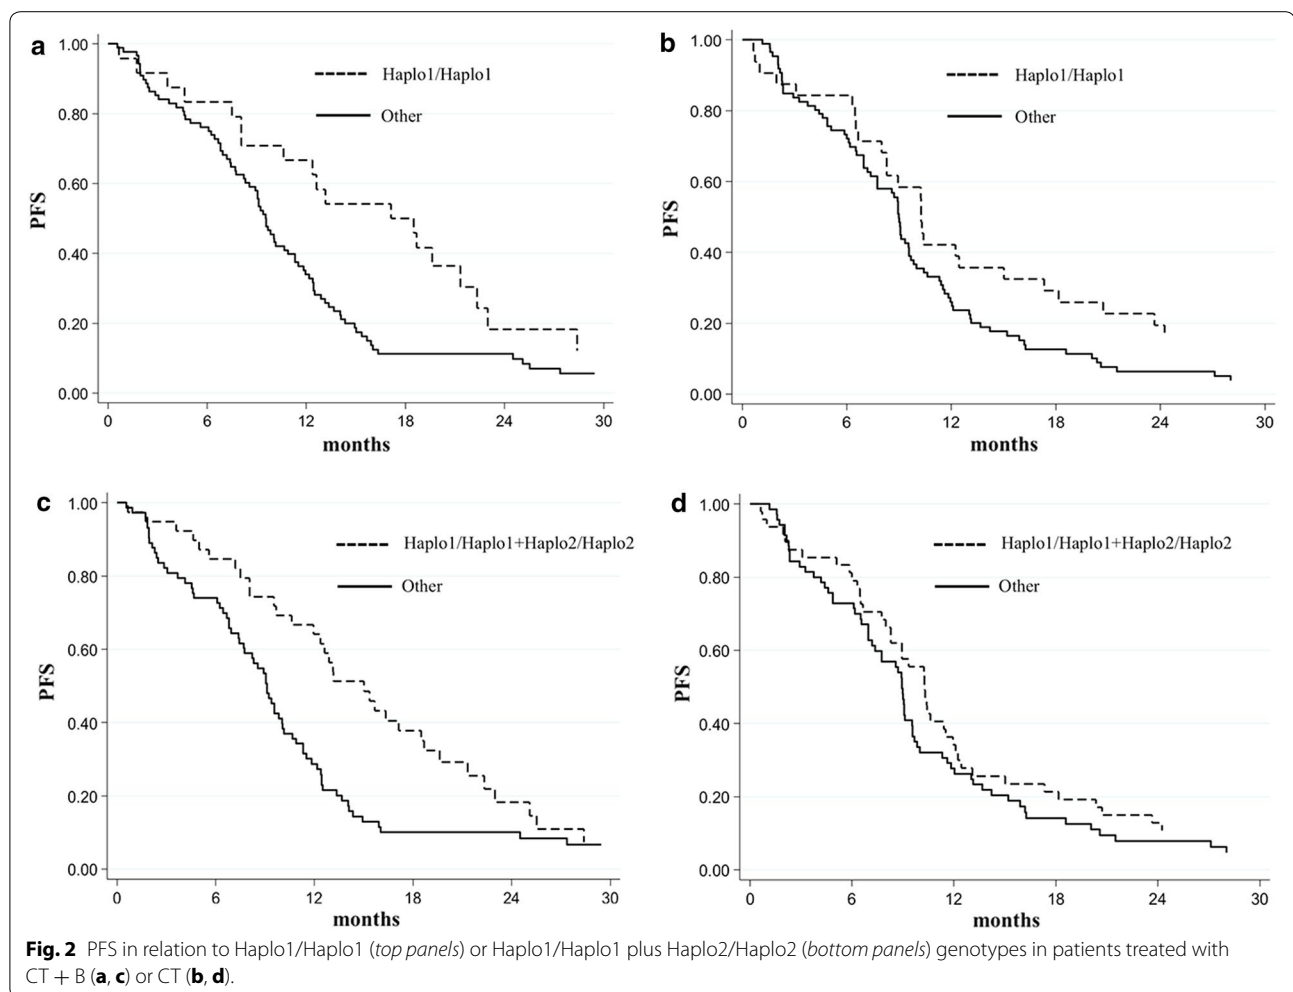 a
1.00
0.80
0.60
0.40
0.20
0.00
PFS
Haplo1/Haplo1
Other
0 6 12 18 24 30
months
b
1.00
0.80
0.60
0.40
0.20
0.00
PFS
Haplo1/Haplo1
Other
0 6 12 18 24 30
months
c
1.00
0.80
0.60
0.40
0.20
0.00
PFS
Haplo1/Haplo1+Haplo2/Haplo2
Other
0 6 12 18 24 30
months
d
1.00
0.80
0.60
0.40
0.20
0.00
PFS
Haplo1/Haplo1+Haplo2/Haplo2
Other
0 6 12 18 24 30
months
Fig. 2 PFS in relation to Haplo1/Haplo1 (top panels) or Haplo1/Haplo1 plus Haplo2/Haplo2 (bottom panels) genotypes in patients treated with
CT + B (a, c) or CT (b, d).